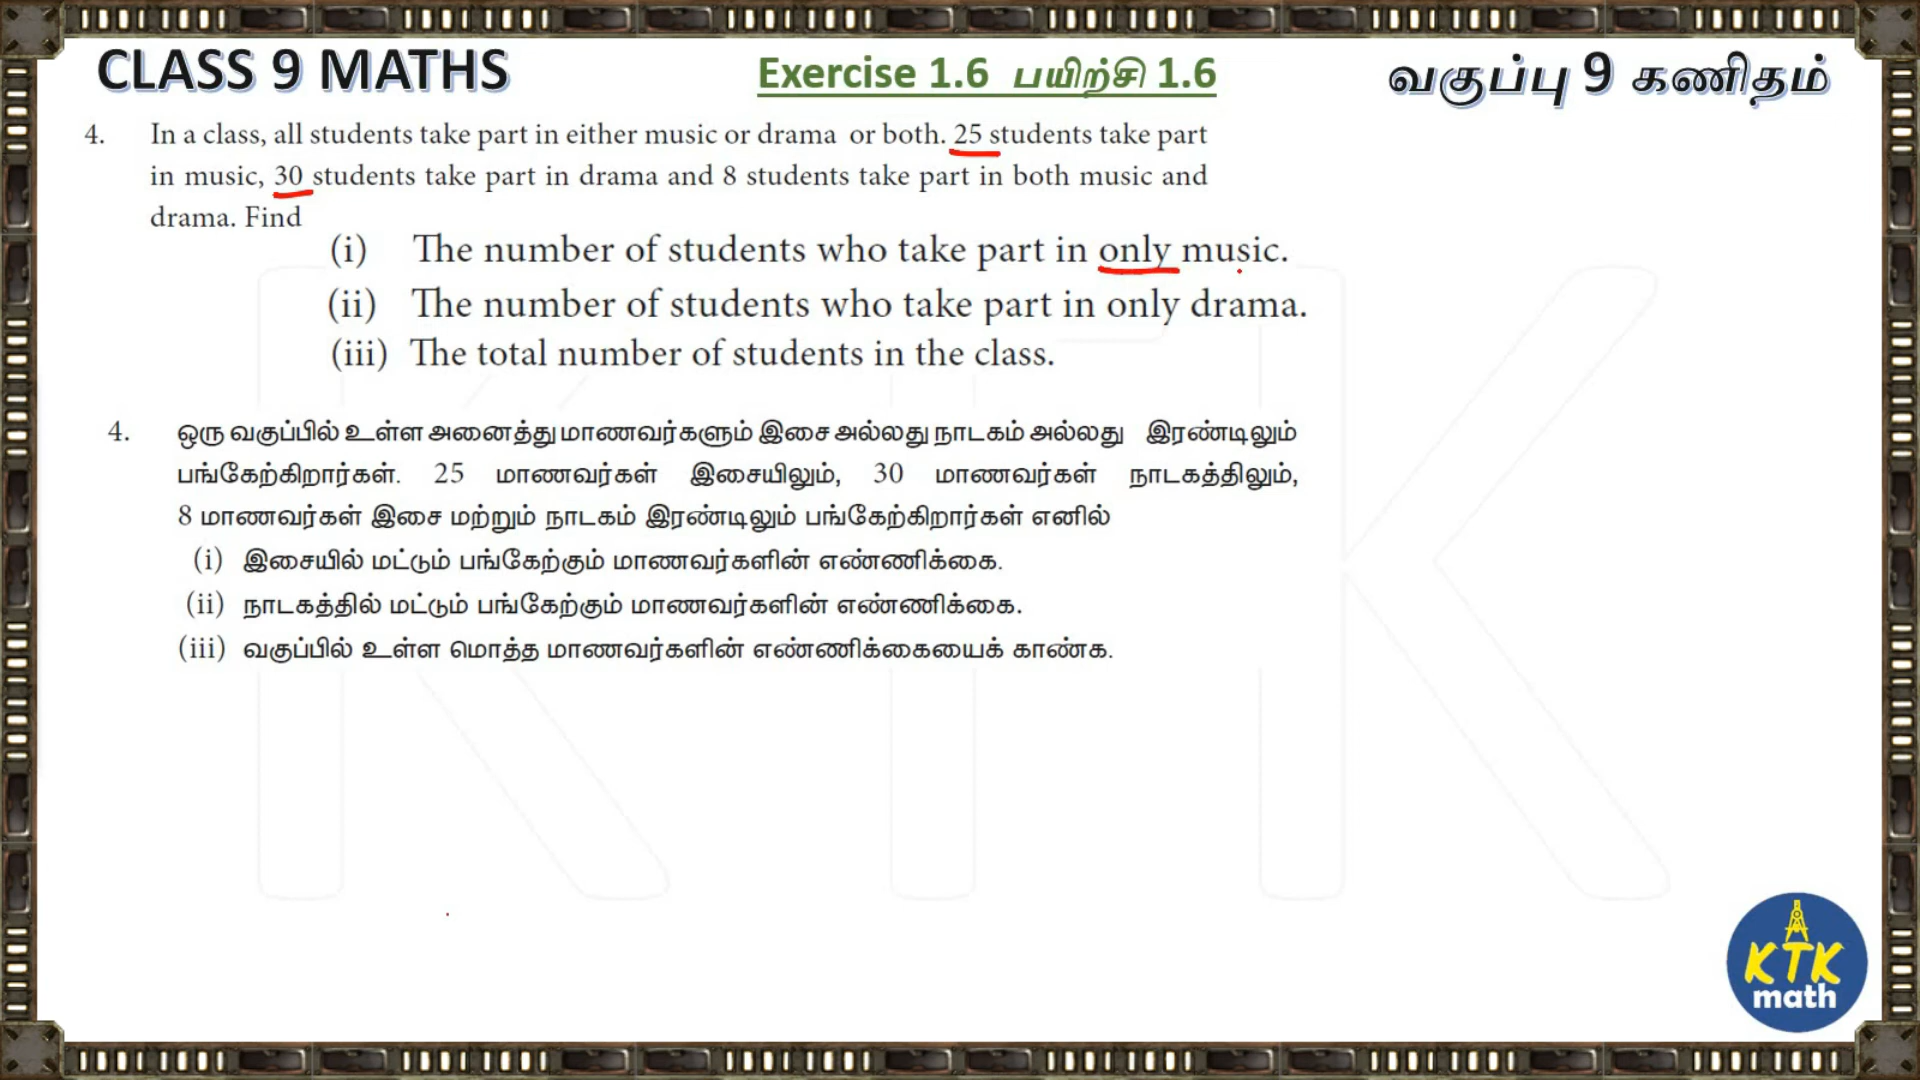 CLASS 9 MATHS
Exercise 1.6 பயிற்சி 1.6
வகுப்பு 9 கணிதம்
4. In a class, all students take part in either music or drama or both. 25 students take part
in music, 30 students take part in drama and 8 students take part in both music and
drama. Find
(i) The number of students who take part in only music.
(ii) The number of students who take part in only drama.
(iii) The total number of students in the class.
4. ஒரு வகுப்பில் உள்ள அனைத்து மாணவர்களும் இசை அல்லது நாடகம் அல்லது இரண்டிலும்
பங்கேற்கிறார்கள். 25 மாணவர்கள் இசையிலும், 30 மாணவர்கள் நாடகத்திலும்,
8 மாணவர்கள் இசை மற்றும் நாடகம் இரண்டிலும் பங்கேற்கிறார்கள் எனில்
(i) இசையில் மட்டும் பங்கேற்கும் மாணவர்களின் எண்ணிக்கை.
(ii) நாடகத்தில் மட்டும் பங்கேற்கும் மாணவர்களின் எண்ணிக்கை.
(iii) வகுப்பில் உள்ள மொத்த மாணவர்களின் எண்ணிக்கையைக் காண்க.
KTK
KTK
math